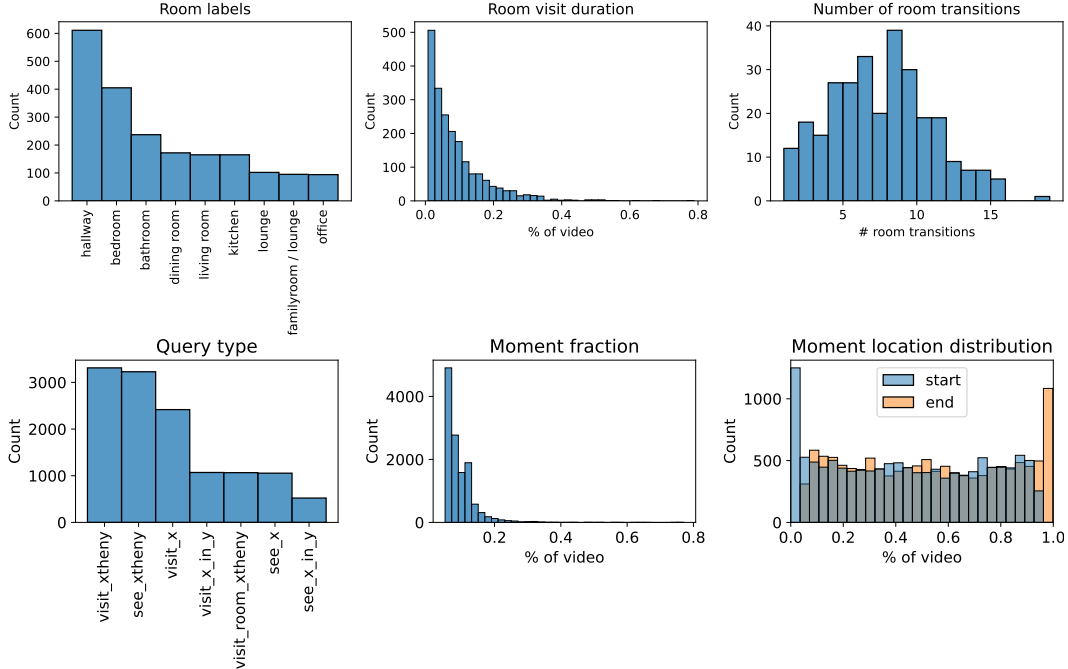 Room labels
Count
600
500
400
300
200
100
0
hallway
bedroom
bathroom
dining room
living room
kitchen
lounge
familyroom / lounge
office
Room visit duration
Count
500
400
300
200
100
0
0.0 0.2 0.4 0.6 0.8
% of video
Number of room transitions
Count
40
30
20
10
0
5 10 15
# room transitions
Query type
Count
3000
2000
1000
0
visit_xtheny
see_xtheny
visit_x
visit_x_in_y
visit_room_xtheny
see_x
see_x_in_y
Moment fraction
Count
4000
2000
0
0.2 0.4 0.6 0.8
% of video
Moment location distribution
start
end
Count
1000
500
0
0.0 0.2 0.4 0.6 0.8 1.0
% of video